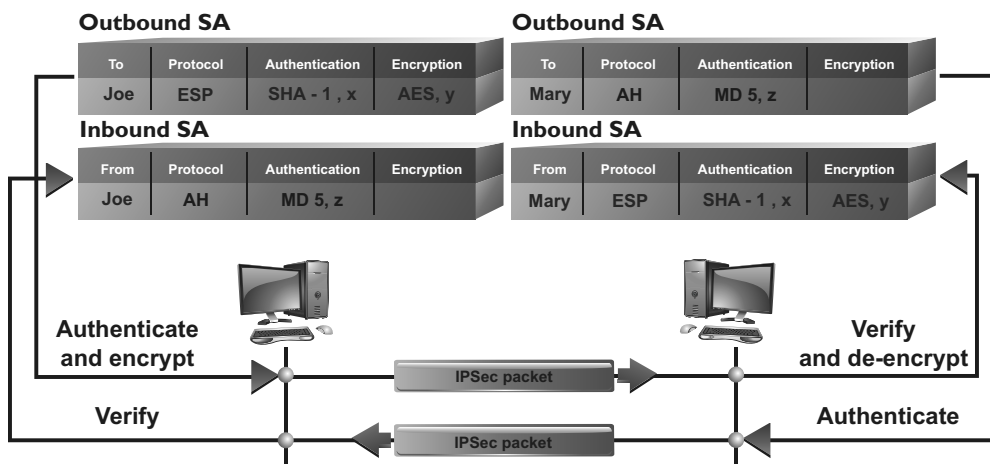 Outbound SA
To Protocol Authentication Encryption
Joe ESP SHA - 1 , x AES, y
Inbound SA
From Protocol Authentication Encryption
Joe AH MD 5, z
Outbound SA
To Protocol Authentication Encryption
Mary AH MD 5, z
Inbound SA
From Protocol Authentication Encryption
Mary ESP SHA - 1 , x AES, y
Authenticate
and encrypt
IPSec packet
Verify
and de-encrypt
Verify
IPSec packet
Authenticate